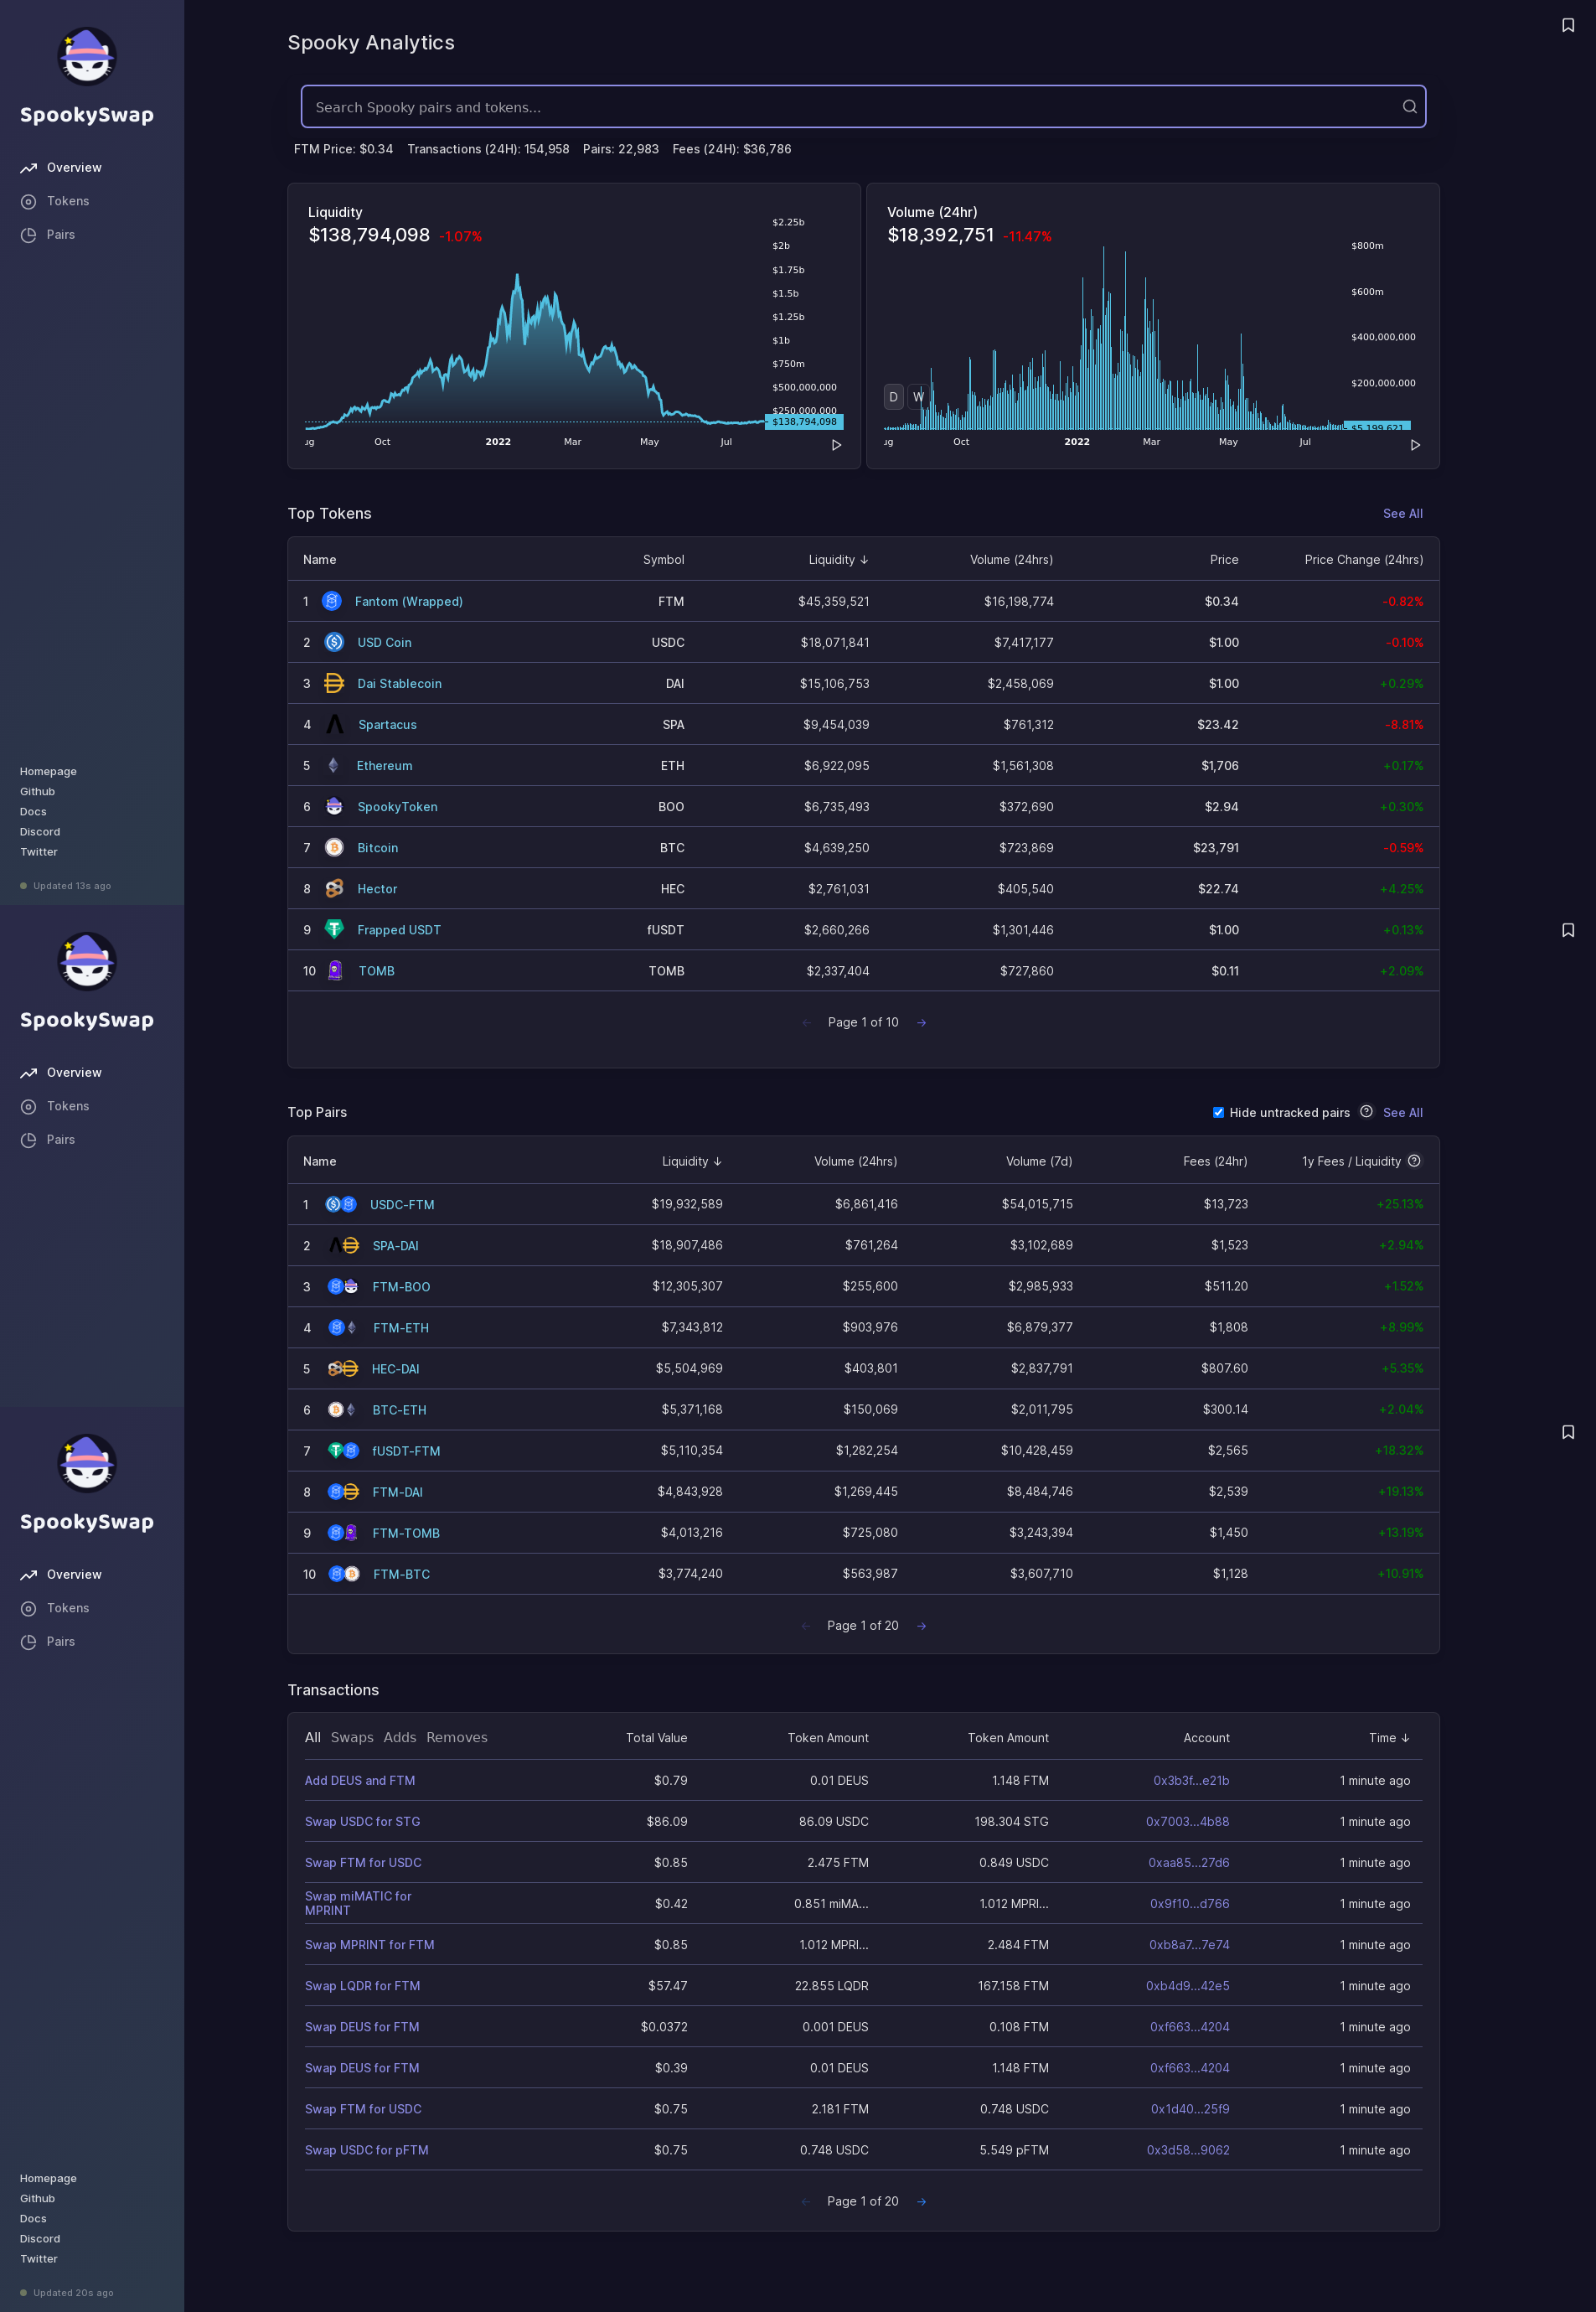 SpookySwap
Overview
Tokens
Pairs
Homepage
Github
Docs
Discord
Twitter
Updated 13s ago
SpookySwap
Overview
Tokens
Pairs
SpookySwap
Overview
Tokens
Pairs
Homepage
Github
Docs
Discord
Twitter
Updated 20s ago
Spooky Analytics
Search Spooky pairs and tokens...
FTM Price: $0.34 Transactions (24H): 154,958 Pairs: 22,983 Fees (24H): $36,786
Liquidity
$138,794,098 -1.07%
$2.25b
$2b
$1.75b
$1.5b
$1.25b
$1b
$750m
$500,000,000
$250,000,000
$138,794,098
ug Oct 2022 Mar May Jul
Volume (24hr)
$18,392,751 -11.47%
$800m
$600m
$400,000,000
$200,000,000
D W
$5,199,621
ug Oct 2022 Mar May Jul
Top Tokens See All
Name Symbol Liquidity ↓ Volume (24hrs) Price Price Change (24hrs)
1 Fantom (Wrapped) FTM $45,359,521 $16,198,774 $0.34 -0.82%
2 USD Coin USDC $18,071,841 $7,417,177 $1.00 -0.10%
3 Dai Stablecoin DAI $15,106,753 $2,458,069 $1.00 +0.29%
4 Spartacus SPA $9,454,039 $761,312 $23.42 -8.81%
5 Ethereum ETH $6,922,095 $1,561,308 $1,706 +0.17%
6 SpookyToken BOO $6,735,493 $372,690 $2.94 +0.30%
7 Bitcoin BTC $4,639,250 $723,869 $23,791 -0.59%
8 Hector HEC $2,761,031 $405,540 $22.74 +4.25%
9 Frapped USDT fUSDT $2,660,266 $1,301,446 $1.00 +0.13%
10 TOMB TOMB $2,337,404 $727,860 $0.11 +2.09%
← Page 1 of 10 →
Top Pairs Hide untracked pairs ? See All
Name Liquidity ↓ Volume (24hrs) Volume (7d) Fees (24hr) 1y Fees / Liquidity ?
1 USDC-FTM $19,932,589 $6,861,416 $54,015,715 $13,723 +25.13%
2 SPA-DAI $18,907,486 $761,264 $3,102,689 $1,523 +2.94%
3 FTM-BOO $12,305,307 $255,600 $2,985,933 $511.20 +1.52%
4 FTM-ETH $7,343,812 $903,976 $6,879,377 $1,808 +8.99%
5 HEC-DAI $5,504,969 $403,801 $2,837,791 $807.60 +5.35%
6 BTC-ETH $5,371,168 $150,069 $2,011,795 $300.14 +2.04%
7 fUSDT-FTM $5,110,354 $1,282,254 $10,428,459 $2,565 +18.32%
8 FTM-DAI $4,843,928 $1,269,445 $8,484,746 $2,539 +19.13%
9 FTM-TOMB $4,013,216 $725,080 $3,243,394 $1,450 +13.19%
10 FTM-BTC $3,774,240 $563,987 $3,607,710 $1,128 +10.91%
← Page 1 of 20 →
Transactions
All Swaps Adds Removes Total Value Token Amount Token Amount Account Time ↓
Add DEUS and FTM $0.79 0.01 DEUS 1.148 FTM 0x3b3f...e21b 1 minute ago
Swap USDC for STG $86.09 86.09 USDC 198.304 STG 0x7003...4b88 1 minute ago
Swap FTM for USDC $0.85 2.475 FTM 0.849 USDC 0xaa85...27d6 1 minute ago
Swap miMATIC for
MPRINT $0.42 0.851 miMA... 1.012 MPRI... 0x9f10...d766 1 minute ago
Swap MPRINT for FTM $0.85 1.012 MPRI... 2.484 FTM 0xb8a7...7e74 1 minute ago
Swap LQDR for FTM $57.47 22.855 LQDR 167.158 FTM 0xb4d9...42e5 1 minute ago
Swap DEUS for FTM $0.0372 0.001 DEUS 0.108 FTM 0xf663...4204 1 minute ago
Swap DEUS for FTM $0.39 0.01 DEUS 1.148 FTM 0xf663...4204 1 minute ago
Swap FTM for USDC $0.75 2.181 FTM 0.748 USDC 0x1d40...25f9 1 minute ago
Swap USDC for pFTM $0.75 0.748 USDC 5.549 pFTM 0x3d58...9062 1 minute ago
← Page 1 of 20 →